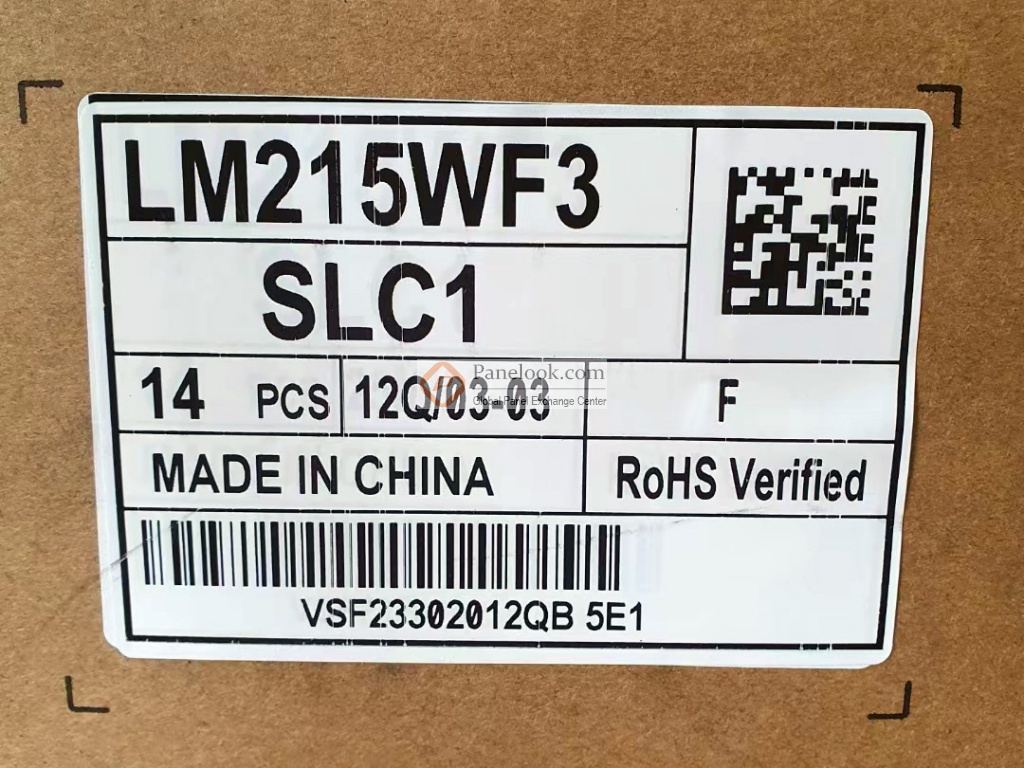 LM215WF3
SLC1
14 PCS 12Q/03-03 F
Panelook.com
Global Panel Exchange Center
MADE IN CHINA RoHS Verified
VSF23302012QB 5E1